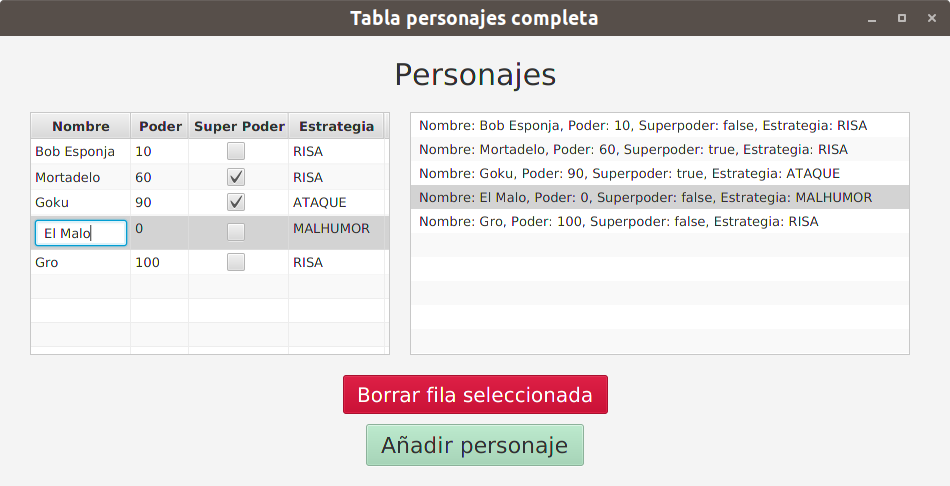 Tabla personajes completa
Personajes
Nombre Poder Super Poder Estrategia
Bob Esponja 10 RISA
Mortadelo 60 RISA
Goku 90 ATAQUE
El Malo 0 MALHUMOR
Gro 100 RISA
Nombre: Bob Esponja, Poder: 10, Superpoder: false, Estrategia: RISA
Nombre: Mortadelo, Poder: 60, Superpoder: true, Estrategia: RISA
Nombre: Goku, Poder: 90, Superpoder: true, Estrategia: ATAQUE
Nombre: El Malo, Poder: 0, Superpoder: false, Estrategia: MALHUMOR
Nombre: Gro, Poder: 100, Superpoder: false, Estrategia: RISA
Borrar fila seleccionada
Añadir personaje